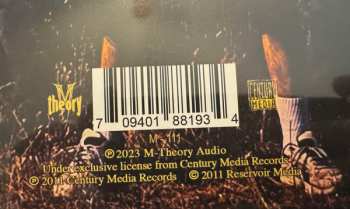 M
theory
CENTURY
MEDIA
7 09401 88193 4
M-111
℗ 2023 M-Theory Audio
Under exclusive license from Century Media Records
℗ 2011 Century Media Records © 2011 Reservoir Media